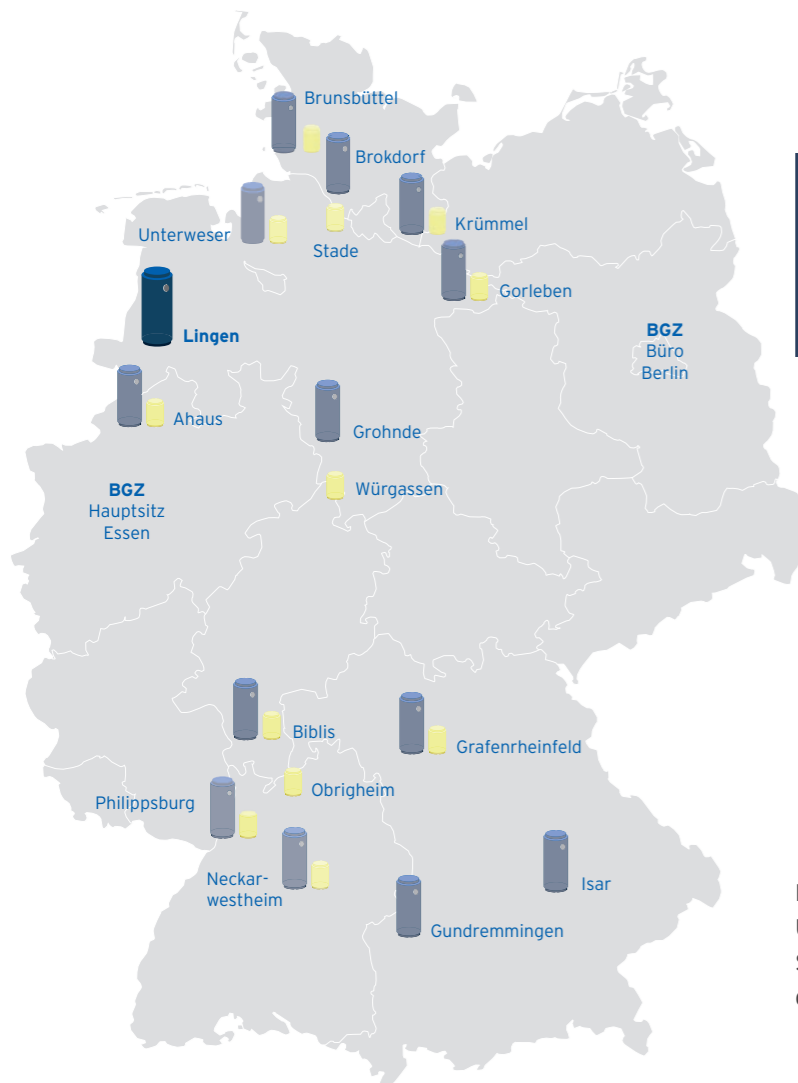 Brunsbüttel
Brokdorf
Krümmel
Unterweser
Stade
Gorleben
Lingen
BGZ
Büro
Berlin
Ahaus
Grohnde
BGZ
Hauptsitz
Essen
Würgassen
Biblis
Grafenrheinfeld
Obrigheim
Philippsburg
Neckar-
westheim
Isar
Gundremmingen